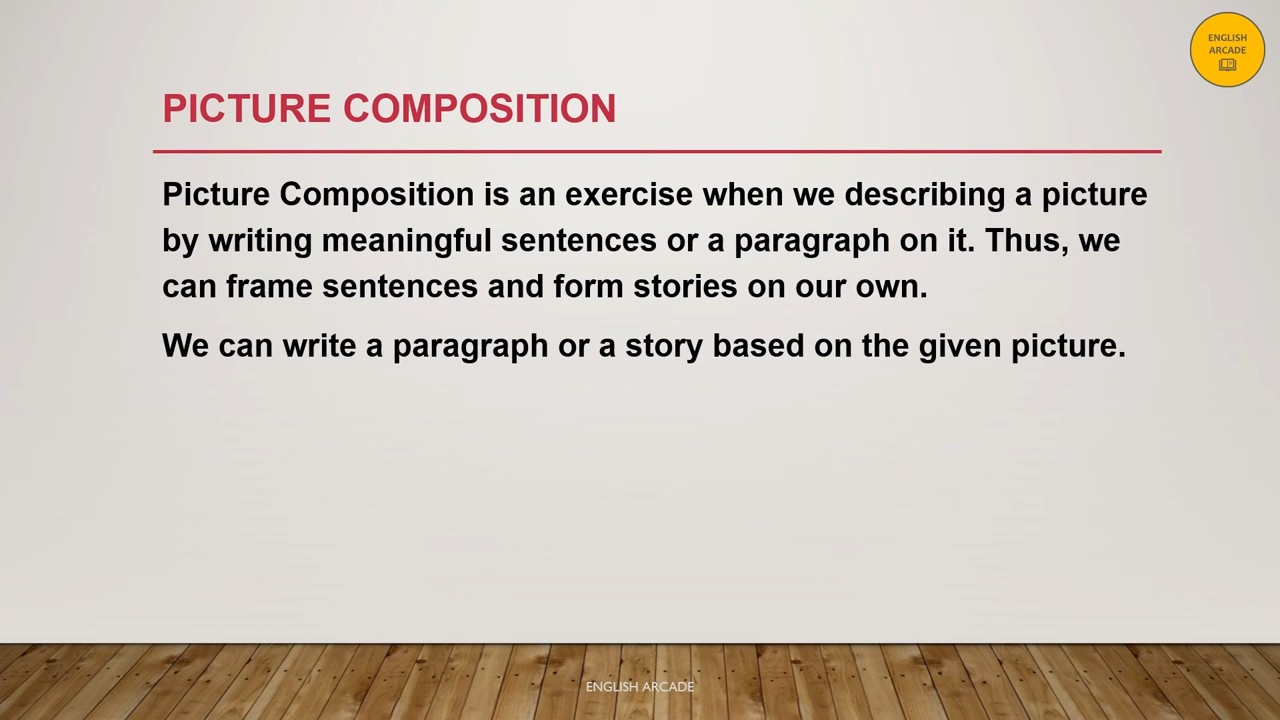 ENGLISH
ARCADE
PICTURE COMPOSITION
Picture Composition is an exercise when we describing a picture
by writing meaningful sentences or a paragraph on it. Thus, we
can frame sentences and form stories on our own.
We can write a paragraph or a story based on the given picture.
ENGLISH ARCADE